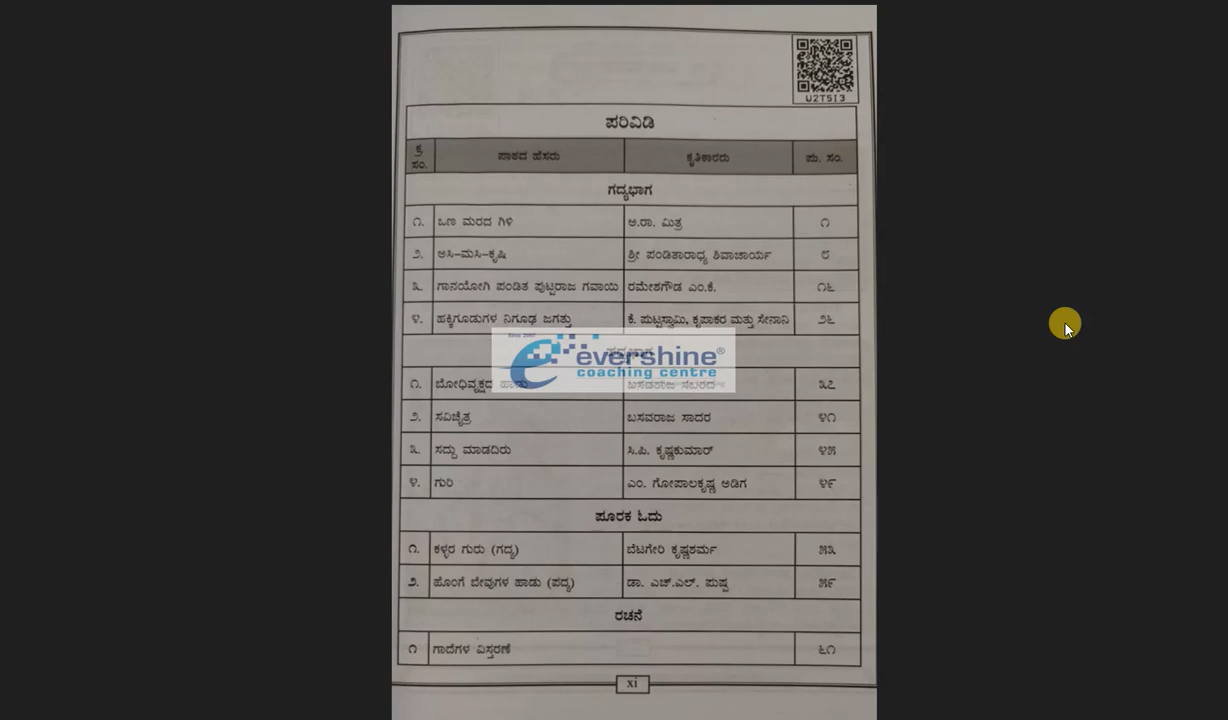 U2T5I3
ಪರಿವಿಡಿ
ಕ್ರ ಸಂ. ಪಾಠದ ಹೆಸರು ಕೃತಿಕಾರರು ಪು. ಸಂ.
ಗದ್ಯಭಾಗ
೧. ಒಣ ಮರದ ಗಿಳಿ ಅ.ರಾ. ಮಿತ್ರ ೧
೨. ಅಸಿ-ಮಸಿ-ಕೃಷಿ ಶ್ರೀ ಪಂಡಿತಾರಾಧ್ಯ ಶಿವಾಚಾರ್ಯ ೮
೩. ಗಾನಯೋಗಿ ಪಂಡಿತ ಪುಟ್ಟರಾಜ ಗವಾಯಿ ರಮೇಶಗೌಡ ಎಂ.ಕೆ. ೧೬
೪. ಹಕ್ಕಿಗೂಡುಗಳ ನಿಗೂಢ ಜಗತ್ತು ಕೆ. ಪುಟ್ಟಸ್ವಾಮಿ, ಕೃಪಾಕರ ಮತ್ತು ಸೇನಾನಿ ೨೬
Since 2007
evershine®
coaching centre
೧. ಬೋಧಿವೃಕ್ಷದ ಹಾಡು ೩೭
೨. ಸವಿಚೈತ್ರ ಬಸವರಾಜ ಸಾದರ ೪೧
೩. ಸದ್ದು ಮಾಡದಿರು ಸಿ.ಪಿ. ಕೃಷ್ಣಕುಮಾರ್ ೪೫
೪. ಗುರಿ ಎಂ. ಗೋಪಾಲಕೃಷ್ಣ ಅಡಿಗ ೪೯
ಪೂರಕ ಓದು
೧. ಕಳ್ಳರ ಗುರು (ಗದ್ಯ) ಬೆಟಗೇರಿ ಕೃಷ್ಣಶರ್ಮ ೫೩
೨. ಹೊಂಗೆ ಬೇವುಗಳ ಹಾಡು (ಪದ್ಯ) ಡಾ. ಎಚ್.ಎಲ್. ಪುಷ್ಪ ೫೯
ರಚನೆ
೧ ಗಾದೆಗಳ ವಿಸ್ತರಣೆ ೬೧
xi